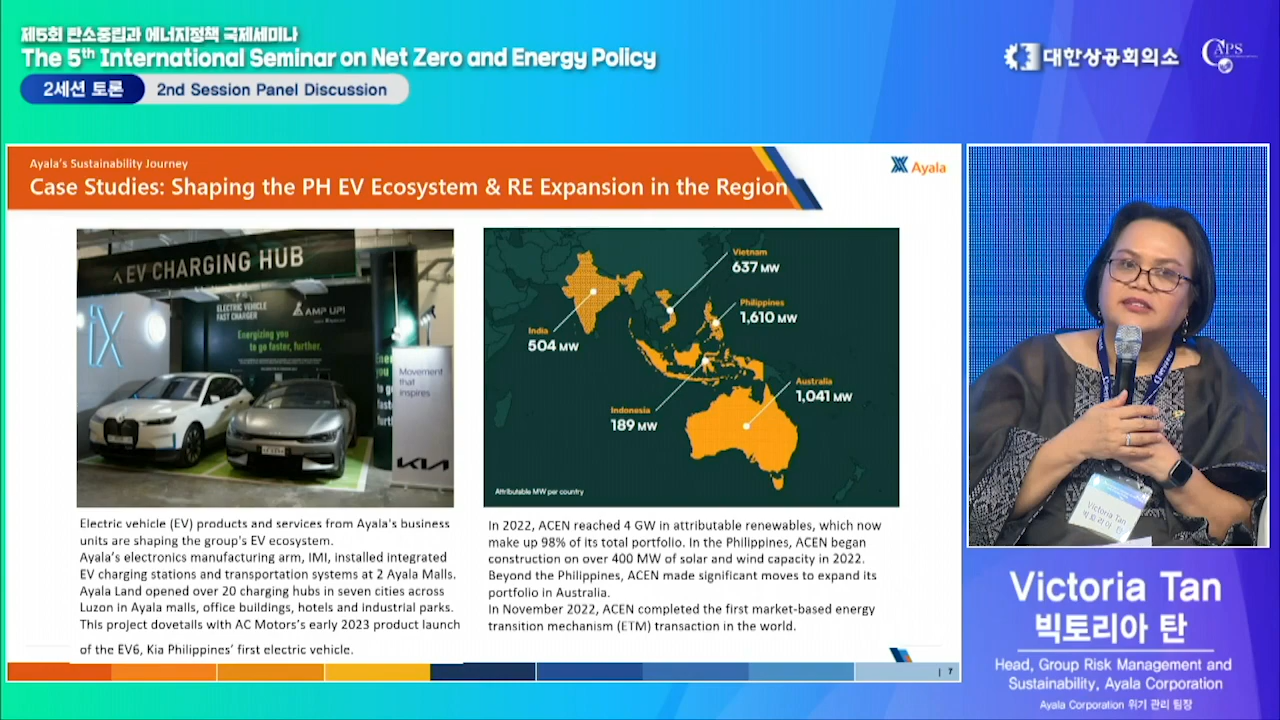 제5회 탄소중립과 에너지정책 국제세미나
The 5th International Seminar on Net Zero and Energy Policy
2세션 토론 2nd Session Panel Discussion
대한상공회의소
CAPS
Ayala's Sustainability Journey
Case Studies: Shaping the PH EV Ecosystem & RE Expansion in the Region
Ayala
EV CHARGING HUB
iX
ELECTRIC VEHICLE
FAST CHARGER
AMP UP!
Energizing you
to go faster, further.
Movement
that
inspires
KIA
Vietnam
637 MW
Philippines
1,610 MW
India
504 MW
Australia
1,041 MW
Indonesia
189 MW
Attributable MW per country
Electric vehicle (EV) products and services from Ayala's business
units are shaping the group's EV ecosystem.
Ayala's electronics manufacturing arm, IMI, installed integrated
EV charging stations and transportation systems at 2 Ayala Malls.
Ayala Land opened over 20 charging hubs in seven cities across
Luzon in Ayala malls, office buildings, hotels and industrial parks.
This project dovetails with AC Motors's early 2023 product launch
of the EV6, Kia Philippines' first electric vehicle.
In 2022, ACEN reached 4 GW in attributable renewables, which now
make up 98% of its total portfolio. In the Philippines, ACEN began
construction on over 400 MW of solar and wind capacity in 2022.
Beyond the Philippines, ACEN made significant moves to expand its
portfolio in Australia.
In November 2022, ACEN completed the first market-based energy
transition mechanism (ETM) transaction in the world.
| 7
Victoria Tan
빅토리아 탄
Victoria Tan
빅토리아 탄
Head, Group Risk Management and
Sustainability, Ayala Corporation
Ayala Corporation 위기 관리 팀장